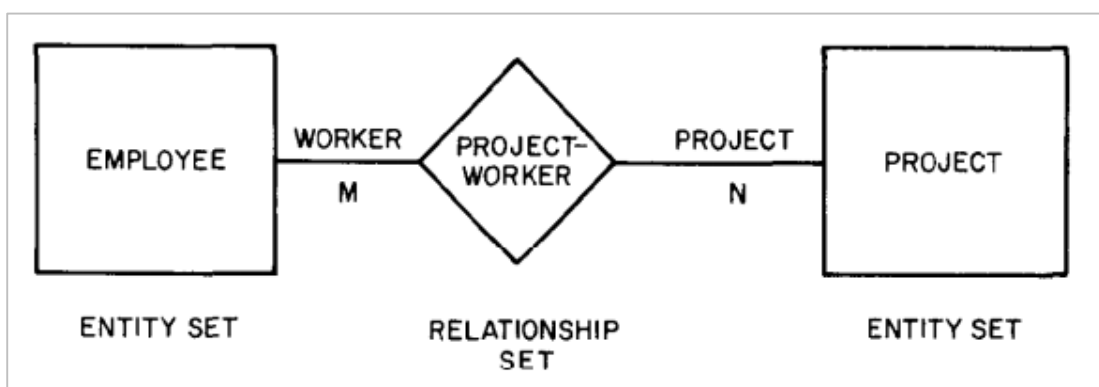 EMPLOYEE
WORKER
M
PROJECT-
WORKER
PROJECT
N
PROJECT
ENTITY SET
RELATIONSHIP
SET
ENTITY SET